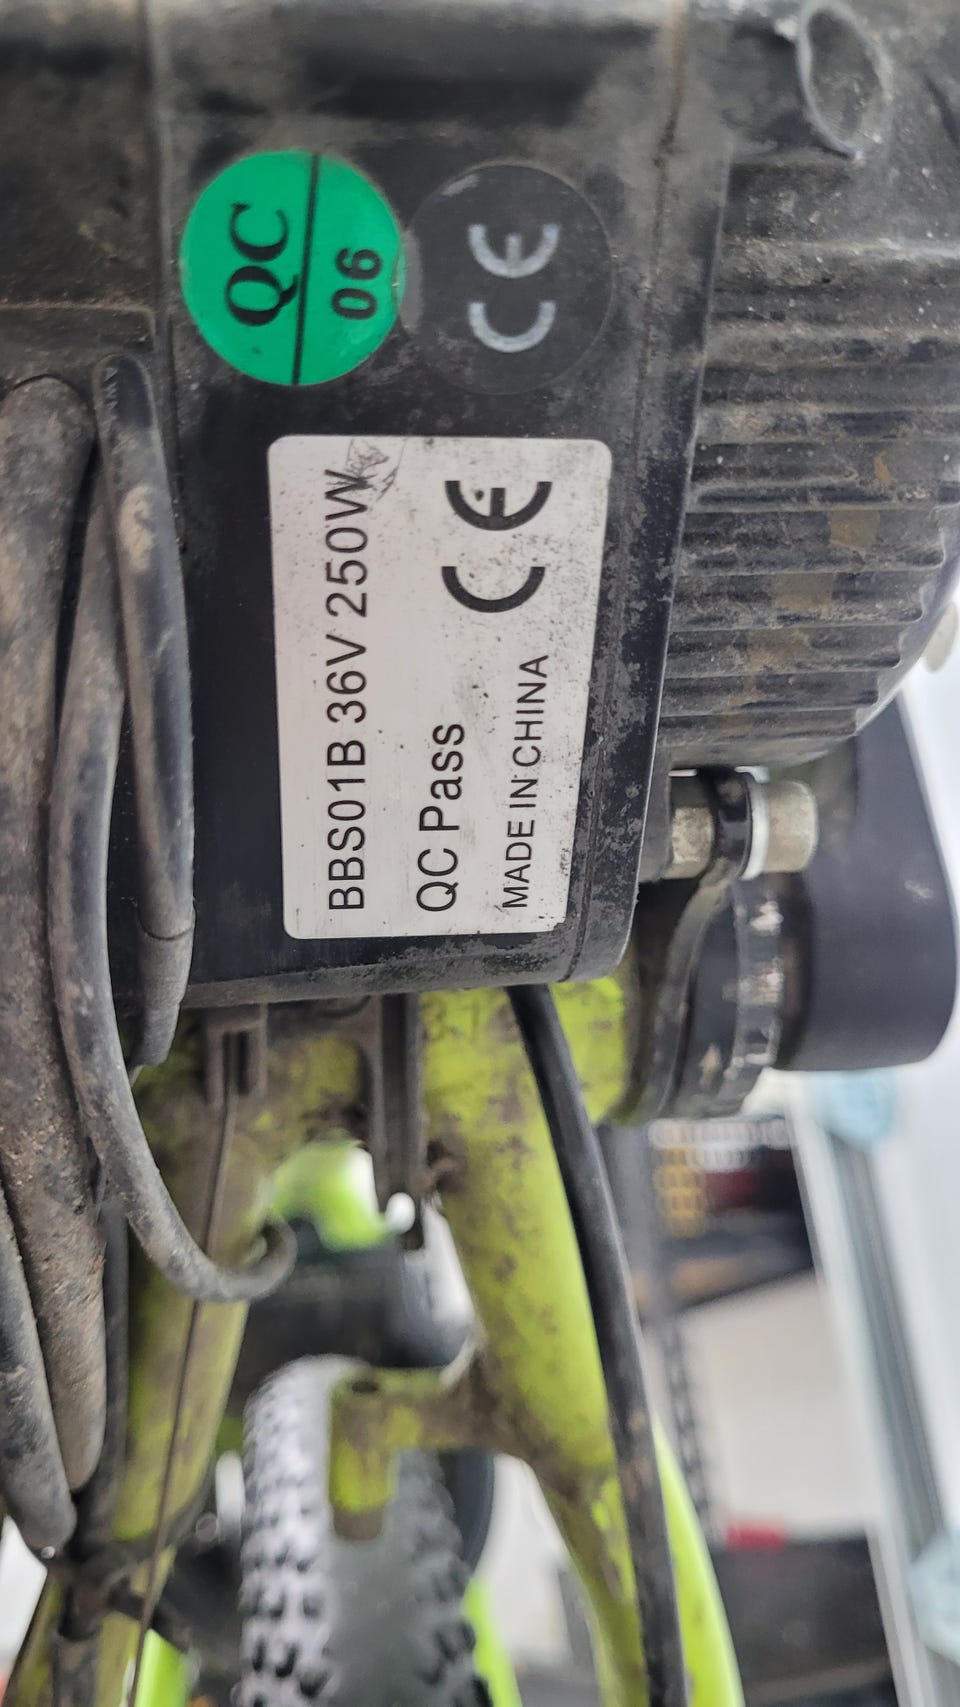 QC
06
CE
BBS01B 36V 250W
QC Pass
CE
MADE IN CHINA